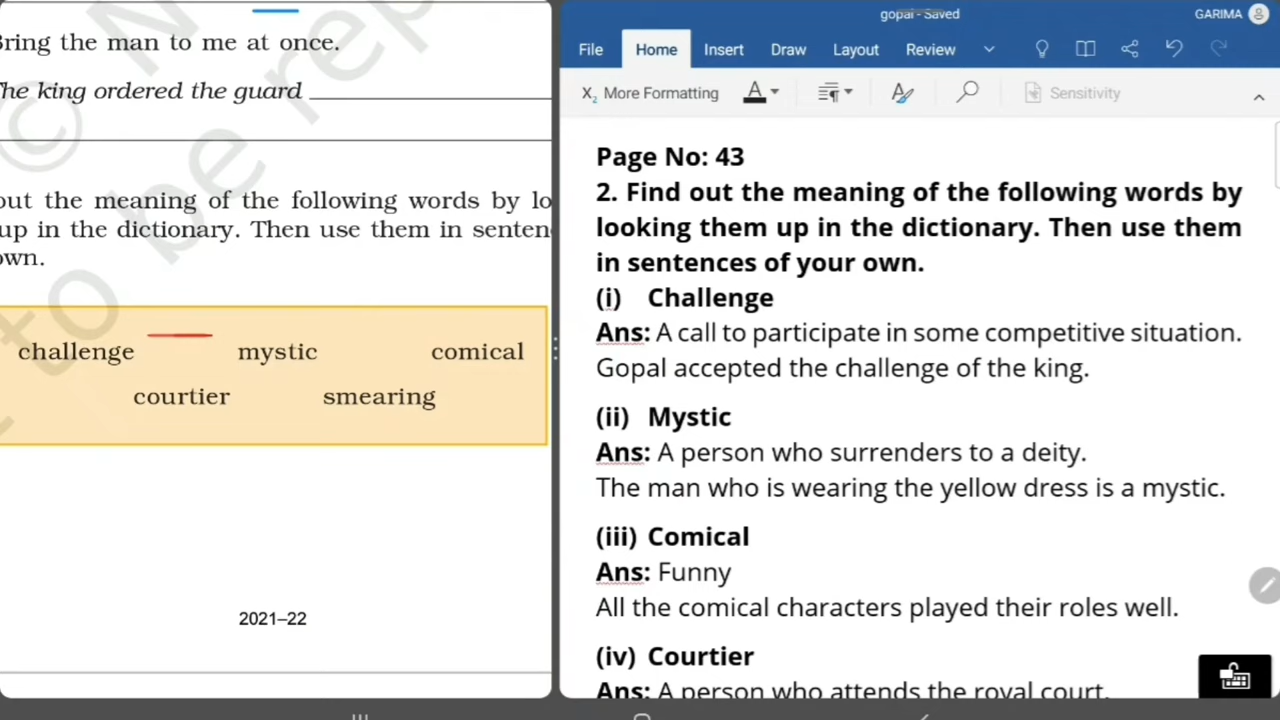 Bring the man to me at once.
The king ordered the guard
out the meaning of the following words by lo
up in the dictionary. Then use them in senten
own.
challenge mystic comical
courtier smearing
2021–22
© N
to be rep
gopal - Saved
GARIMA
File Home Insert Draw Layout Review
X₂ More Formatting A Sensitivity
Page No: 43
2. Find out the meaning of the following words by
looking them up in the dictionary. Then use them
in sentences of your own.
(i) Challenge
Ans: A call to participate in some competitive situation.
Gopal accepted the challenge of the king.
(ii) Mystic
Ans: A person who surrenders to a deity.
The man who is wearing the yellow dress is a mystic.
(iii) Comical
Ans: Funny
All the comical characters played their roles well.
(iv) Courtier
Ans: A person who attends the royal court.